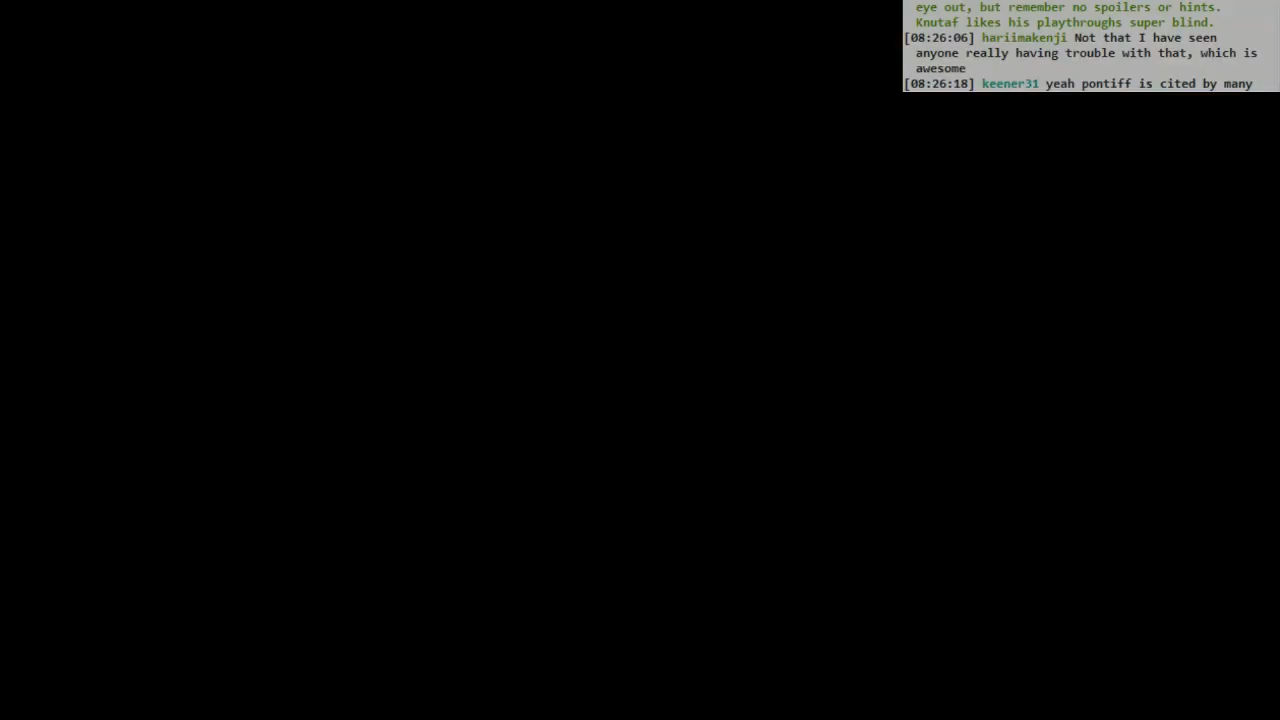 eye out, but remember no spoilers or hints.
Knutaf likes his playthroughs super blind.
[08:26:06] hariimakenji Not that I have seen
anyone really having trouble with that, which is
awesome
[08:26:18] keener31 yeah pontiff is cited by many